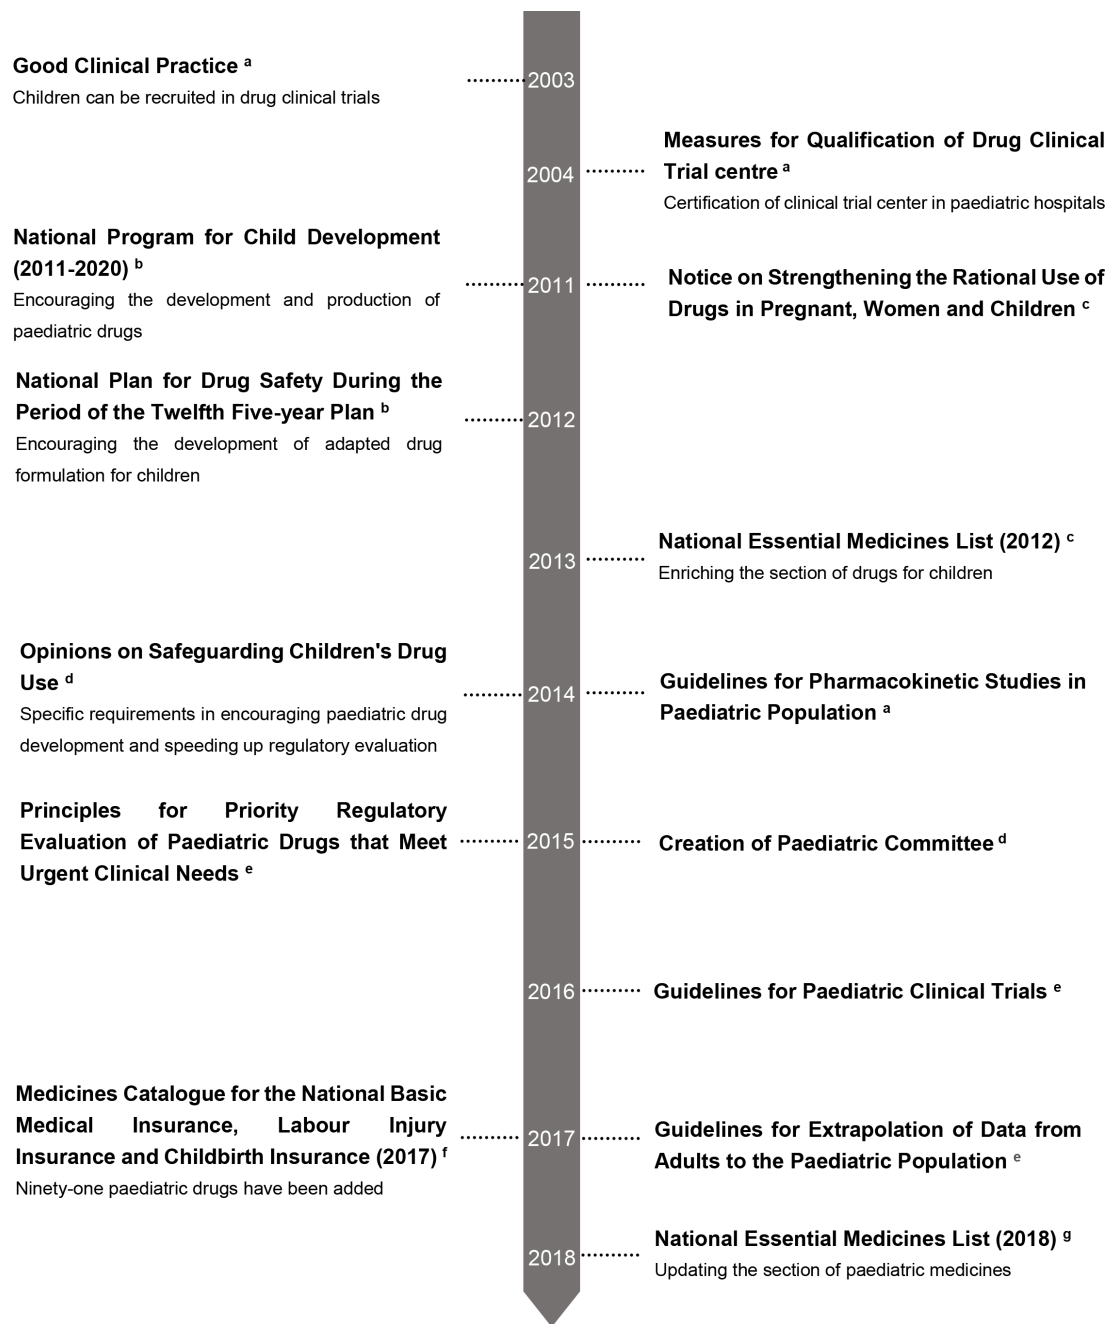 Good Clinical Practice ᵃ
Children can be recruited in drug clinical trials
2003
2004
Measures for Qualification of Drug Clinical
Trial centre ᵃ
Certification of clinical trial center in paediatric hospitals
National Program for Child Development
(2011-2020) ᵇ
Encouraging the development and production of
paediatric drugs
2011
Notice on Strengthening the Rational Use of
Drugs in Pregnant, Women and Children ᶜ
National Plan for Drug Safety During the
Period of the Twelfth Five-year Plan ᵇ
Encouraging the development of adapted drug
formulation for children
2012
2013
National Essential Medicines List (2012) ᶜ
Enriching the section of drugs for children
Opinions on Safeguarding Children's Drug
Use ᵈ
Specific requirements in encouraging paediatric drug
development and speeding up regulatory evaluation
2014
Guidelines for Pharmacokinetic Studies in
Paediatric Population ᵃ
Principles for Priority Regulatory
Evaluation of Paediatric Drugs that Meet
Urgent Clinical Needs ᵉ
2015
Creation of Paediatric Committee ᵈ
2016
Guidelines for Paediatric Clinical Trials ᵉ
Medicines Catalogue for the National Basic
Medical Insurance, Labour Injury
Insurance and Childbirth Insurance (2017) ᶠ
Ninety-one paediatric drugs have been added
2017
Guidelines for Extrapolation of Data from
Adults to the Paediatric Population ᵉ
2018
National Essential Medicines List (2018) ᵍ
Updating the section of paediatric medicines